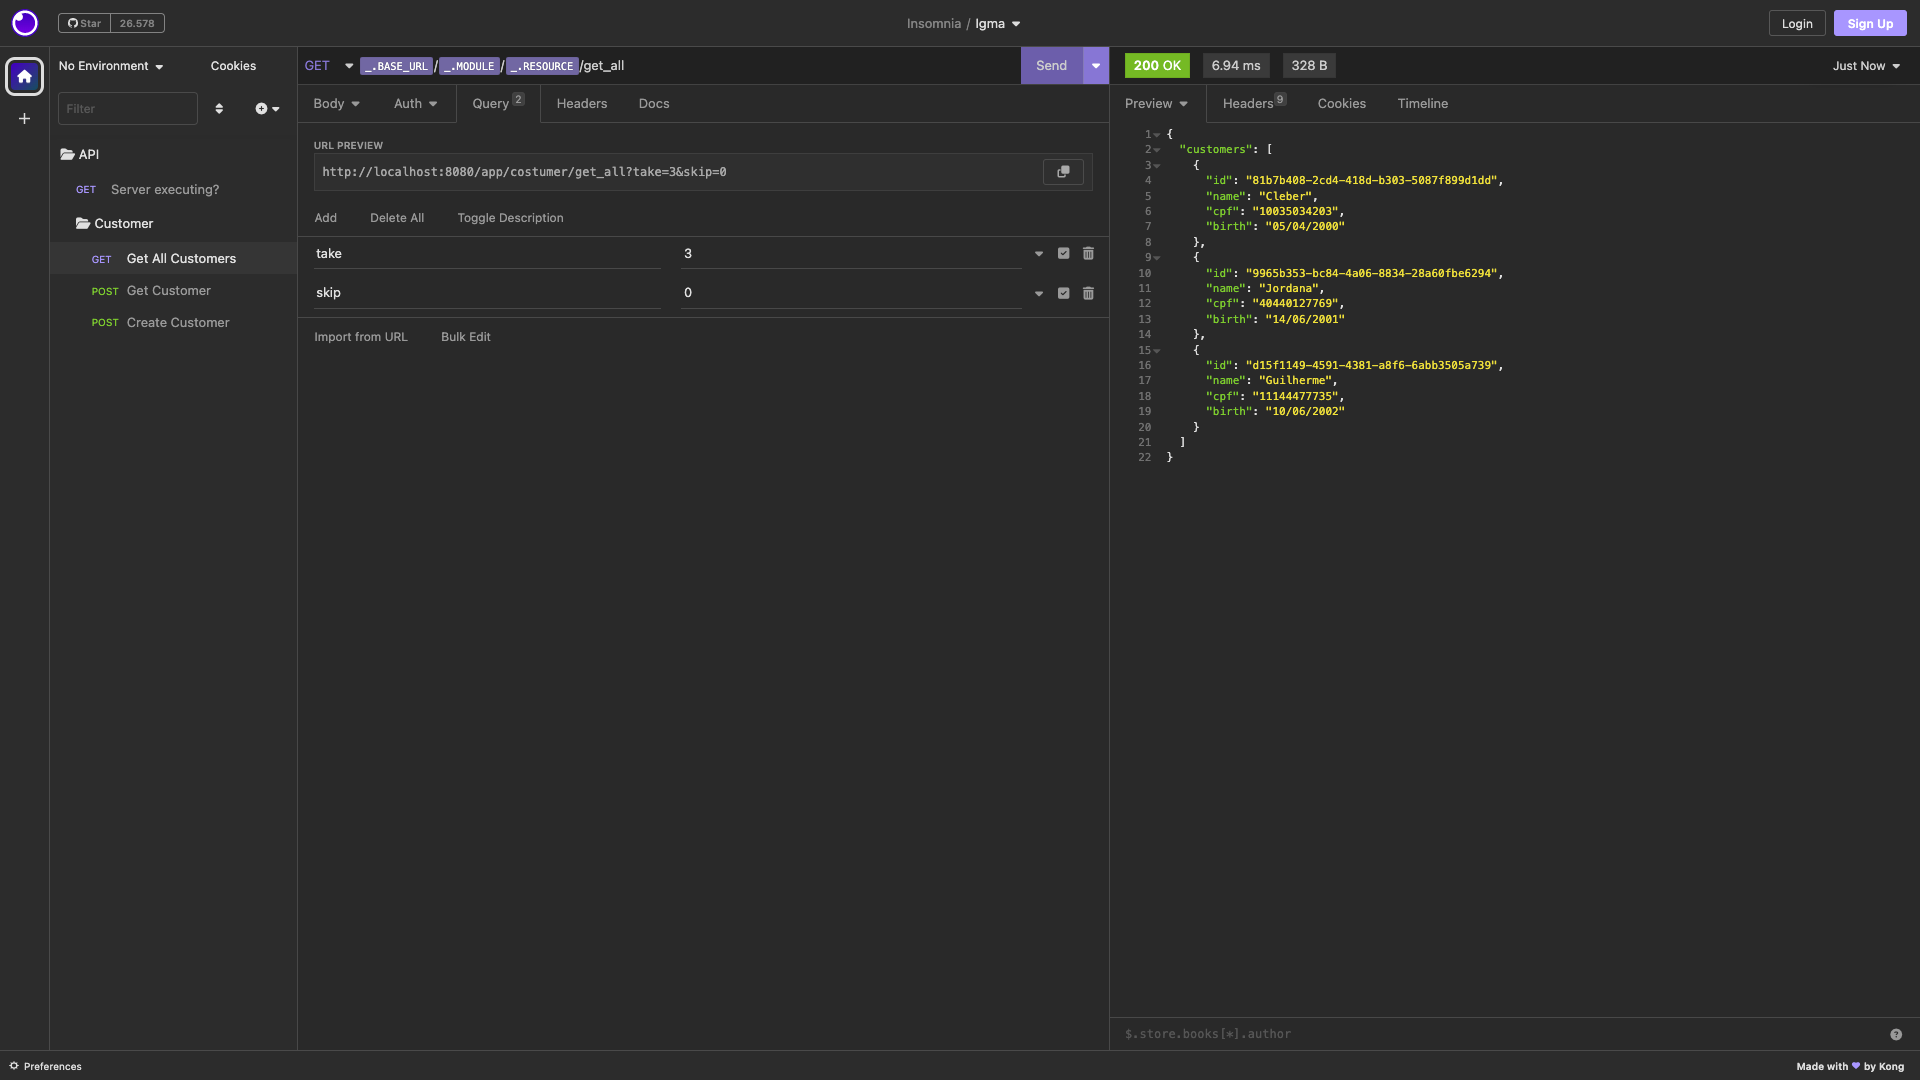 Star 26.578
Insomnia / Igma
Login Sign Up
No Environment Cookies
GET _.BASE_URL/_.MODULE/_.RESOURCE/get_all
Send
200 OK 6.94 ms 328 B
Just Now
Filter
Body Auth Query 2 Headers Docs
Preview Headers 9 Cookies Timeline
API
GET Server executing?
Customer
GET Get All Customers
POST Get Customer
POST Create Customer
URL PREVIEW
http://localhost:8080/app/costumer/get_all?take=3&skip=0
Add Delete All Toggle Description
take 3
skip 0
Import from URL Bulk Edit
1 {
2 "customers": [
3 {
4 "id": "81b7b408-2cd4-418d-b303-5087f899d1dd",
5 "name": "Cleber",
6 "cpf": "10035034203",
7 "birth": "05/04/2000"
8 },
9 {
10 "id": "9965b353-bc84-4a06-8834-28a60fbe6294",
11 "name": "Jordana",
12 "cpf": "40440127769",
13 "birth": "14/06/2001"
14 },
15 {
16 "id": "d15f1149-4591-4381-a8f6-6abb3505a739",
17 "name": "Guilherme",
18 "cpf": "11144477735",
19 "birth": "10/06/2002"
20 }
21 ]
22 }
$.store.books[*].author
Preferences
Made with by Kong